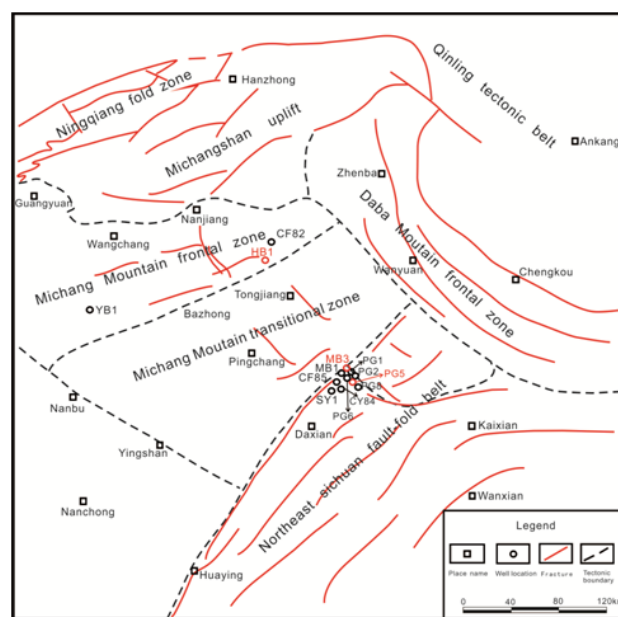 Qinling tectonic belt
Hanzhong
Ningqiang fold zone
Michangshan uplift
Ankang
Zhenba
Guangyuan
Nanjiang
Wangchang
CF82
HB1
Daba Moutain frontal zone
Wanyuan
Chengkou
Michang Mountain frontal zone
Tongjiang
YB1
Bazhong
Michang Moutain transitional zone
Pingchang
MB3
PG1
MB1
PG2
PG5
CF85
PG8
SY1
CY84
PG6
Nanbu
Daxian
Kaixian
Yingshan
Northeast sichuan fault-fold belt
Nanchong
Wanxian
Huaying
Legend
Place name
Well location
Frasture
Tectonic
boundary
0 40 80 120km